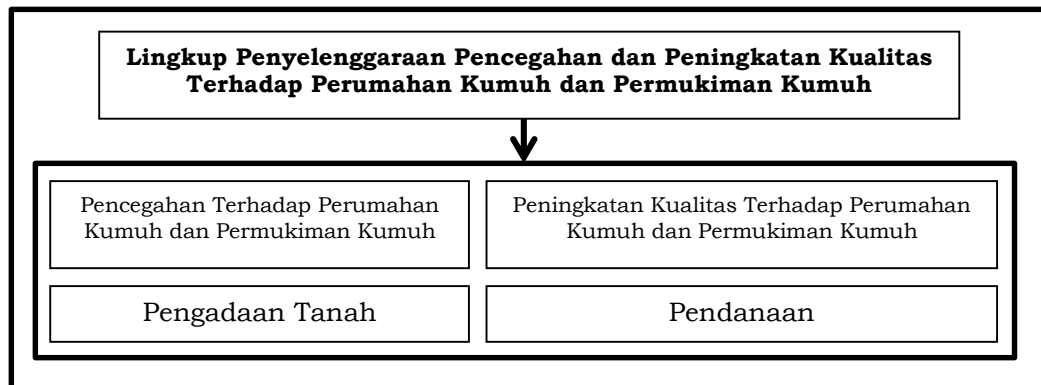 Lingkup Penyelenggaraan Pencegahan dan Peningkatan Kualitas
Terhadap Perumahan Kumuh dan Permukiman Kumuh
Pencegahan Terhadap Perumahan
Kumuh dan Permukiman Kumuh
Peningkatan Kualitas Terhadap Perumahan
Kumuh dan Permukiman Kumuh
Pengadaan Tanah
Pendanaan